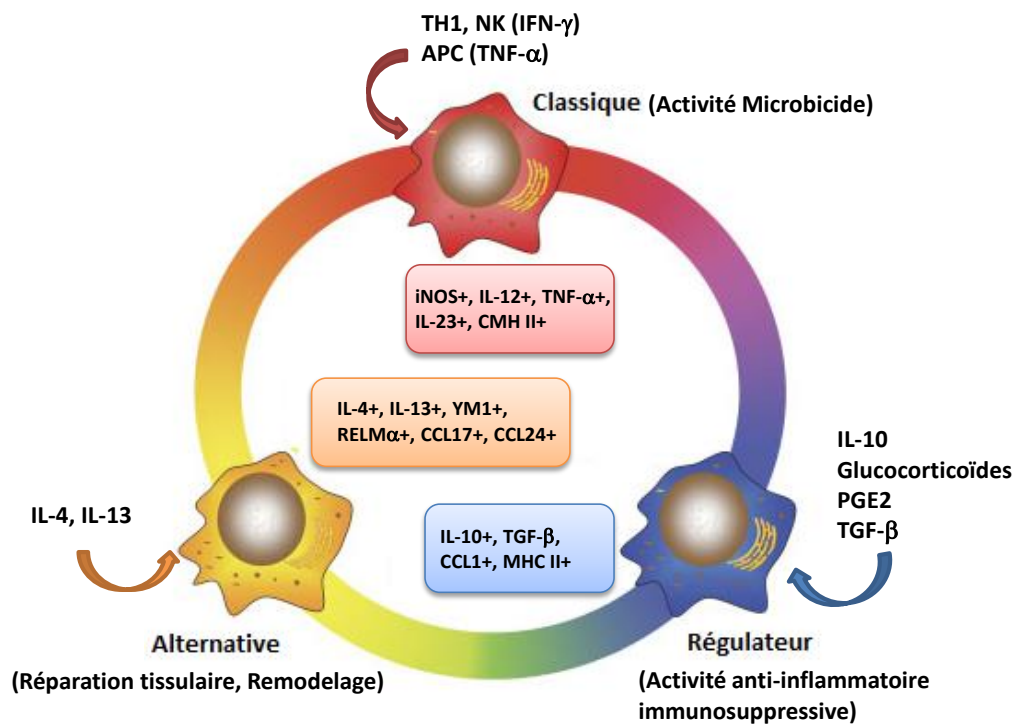 TH1, NK (IFN-γ)
APC (TNF-α)
Classique (Activité Microbicide)
iNOS+, IL-12+, TNF-α+,
IL-23+, CMH II+
IL-4+, IL-13+, YM1+,
RELMα+, CCL17+, CCL24+
IL-10
Glucocorticoïdes
PGE2
TGF-β
IL-4, IL-13
IL-10+, TGF-β,
CCL1+, MHC II+
Alternative
(Réparation tissulaire, Remodelage)
Régulateur
(Activité anti-inflammatoire
immunosuppressive)